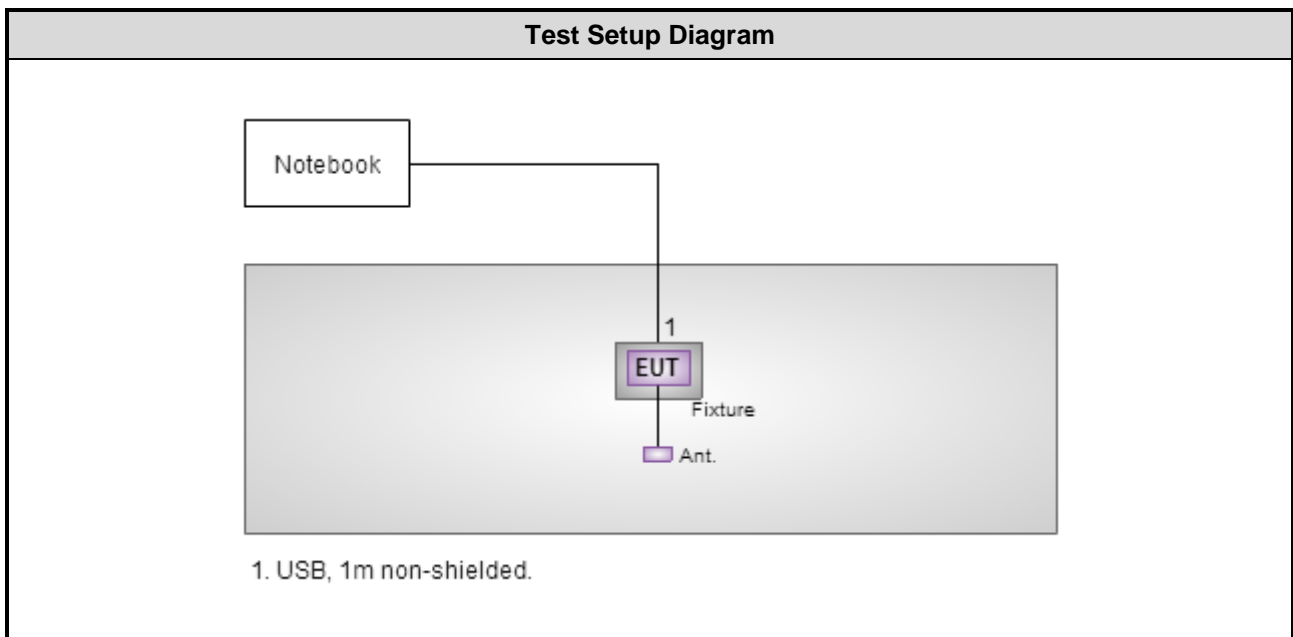 Test Setup Diagram
Notebook
1
EUT
Fixture
Ant.
1. USB, 1m non-shielded.